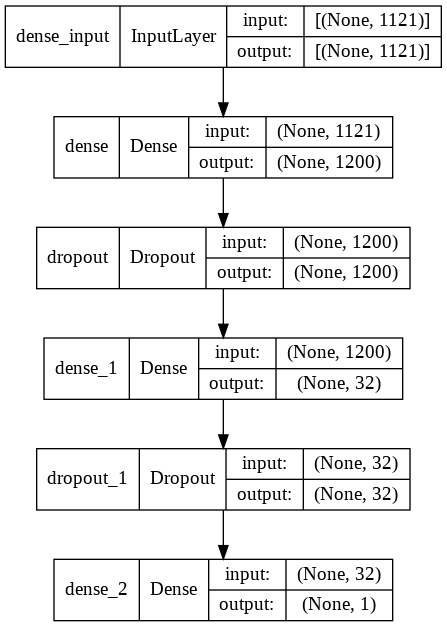 dense_input InputLayer input: [(None, 1121)]
output: [(None, 1121)]
dense Dense input: (None, 1121)
output: (None, 1200)
dropout Dropout input: (None, 1200)
output: (None, 1200)
dense_1 Dense input: (None, 1200)
output: (None, 32)
dropout_1 Dropout input: (None, 32)
output: (None, 32)
dense_2 Dense input: (None, 32)
output: (None, 1)